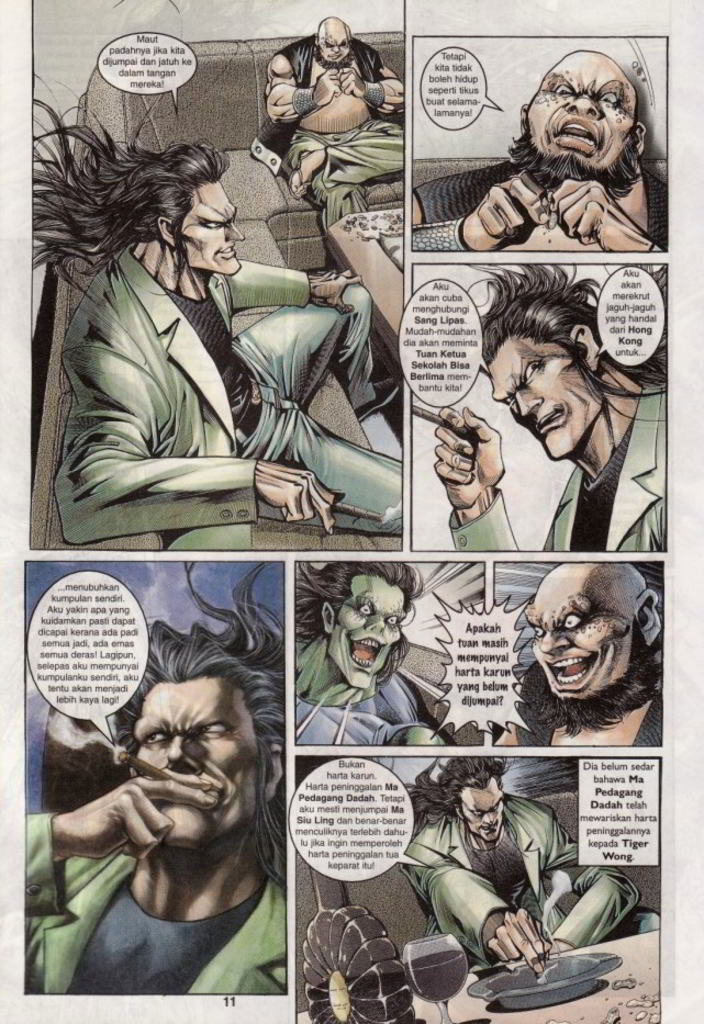 Maut
padahnya jika kita
dijumpai dan jatuh ke
dalam tangan
mereka!
Tetapi
kita tidak
boleh hidup
seperti tikus
buat selama-
lamanya!
Aku
akan cuba
menghubungi
Sang Lipas.
Mudah-mudahan
dia akan meminta
Tuan Ketua
Sekolah Bisa
Berlima mem-
bantu kita!
Aku
akan
merekrut
jaguh-jaguh
yang handal
dari Hong
Kong
untuk...
...menubuhkan
kumpulan sendiri.
Aku yakin apa yang
kuidamkan pasti dapat
dicapai kerana ada padi
semua jadi, ada emas
semua deras! Lagipun,
selepas aku mempunyai
kumpulanku sendiri, aku
tentu akan menjadi
lebih kaya lagi!
Apakah
tuan masih
mempunyai
harta karun
yang belum
dijumpai?
Bukan
harta karun.
Harta peninggalan Ma
Pedagang Dadah. Tetapi
aku mesti menjumpai Ma
Siu Ling dan benar-benar
menculiknya terlebih dahu-
lu jika ingin memperoleh
harta peninggalan tua
keparat itu!
Dia belum sedar
bahawa Ma
Pedagang
Dadah telah
mewariskan harta
peninggalannya
kepada Tiger
Wong.
11